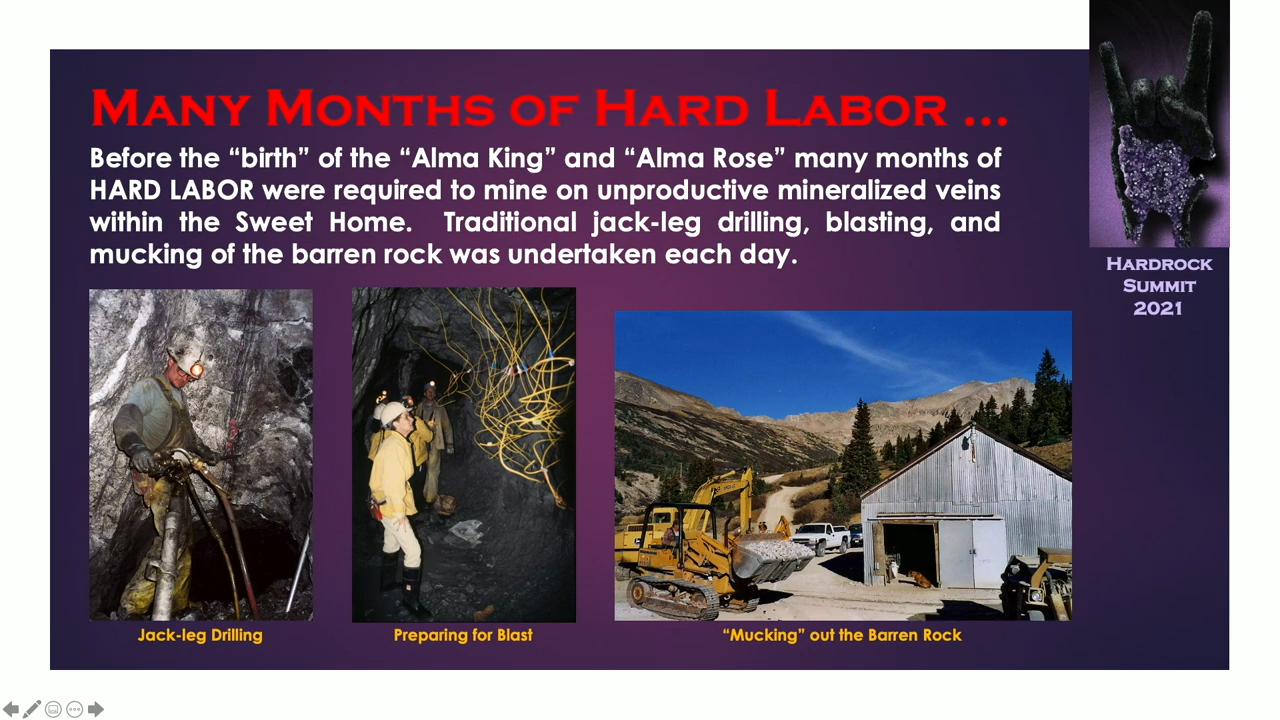 MANY MONTHS OF HARD LABOR ...
Before the “birth” of the “Alma King” and “Alma Rose” many months of
HARD LABOR were required to mine on unproductive mineralized veins
within the Sweet Home. Traditional jack-leg drilling, blasting, and
mucking of the barren rock was undertaken each day.
HARDROCK
SUMMIT
2021
Jack-leg Drilling
Preparing for Blast
“Mucking” out the Barren Rock